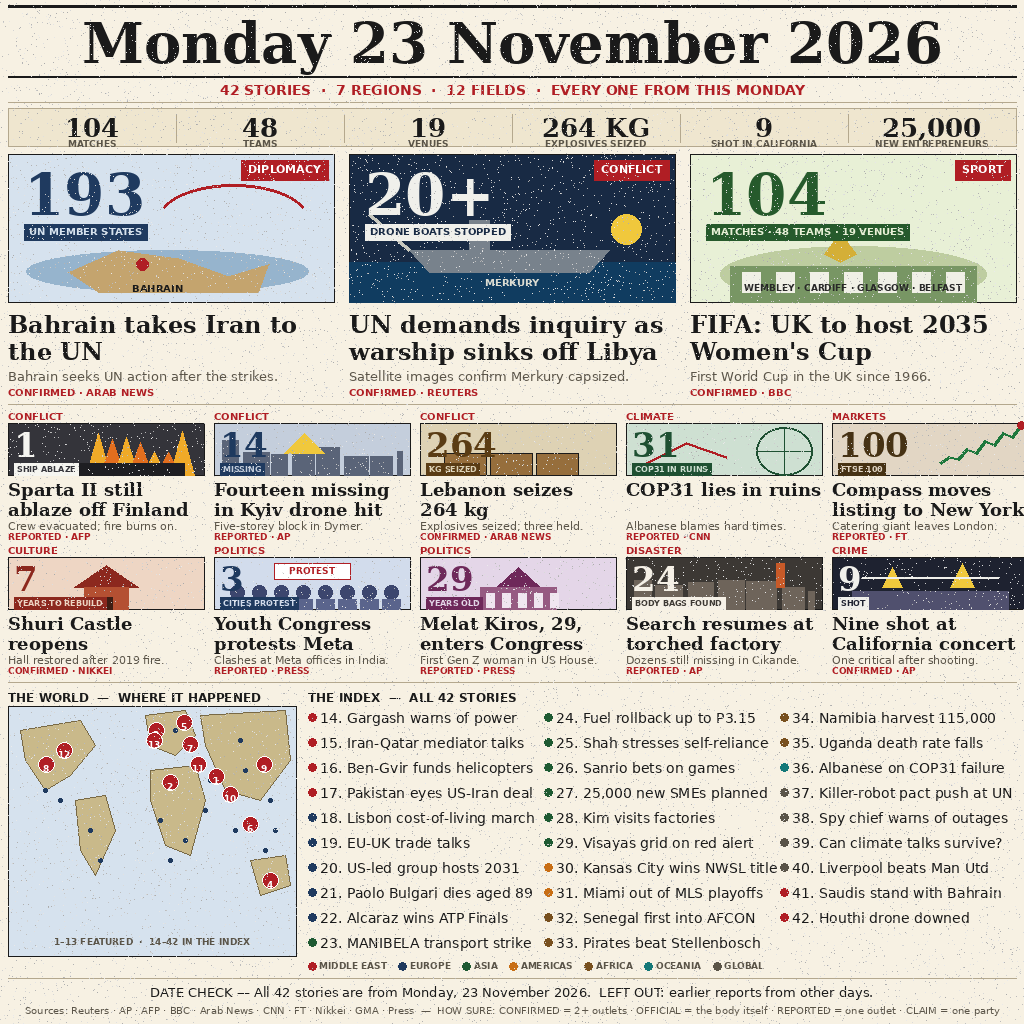 Monday 23 November 2026
42 STORIES · 7 REGIONS · 12 FIELDS · EVERY ONE FROM THIS MONDAY
104
MATCHES
48
TEAMS
19
VENUES
264 KG
EXPLOSIVES SEIZED
9
SHOT IN CALIFORNIA
25,000
NEW ENTREPRENEURS
DIPLOMACY
193
UN MEMBER STATES
BAHRAIN
Bahrain takes Iran to
the UN
Bahrain seeks UN action after the strikes.
CONFIRMED · ARAB NEWS
CONFLICT
20+
DRONE BOATS STOPPED
MERKURY
UN demands inquiry as
warship sinks off Libya
Satellite images confirm Merkury capsized.
CONFIRMED · REUTERS
SPORT
104
MATCHES · 48 TEAMS · 19 VENUES
WEMBLEY · CARDIFF · GLASGOW · BELFAST
FIFA: UK to host 2035
Women's Cup
First World Cup in the UK since 1966.
CONFIRMED · BBC
CONFLICT
1
SHIP ABLAZE
Sparta II still
ablaze off Finland
Crew evacuated; fire burns on.
REPORTED · AFP
CONFLICT
14
MISSING
Fourteen missing
in Kyiv drone hit
Five-storey block in Dymer.
REPORTED · AP
CONFLICT
264
KG SEIZED
Lebanon seizes
264 kg
Explosives seized; three held.
CONFIRMED · ARAB NEWS
CLIMATE
31
COP31 IN RUINS
COP31 lies in ruins
Albanese blames hard times.
REPORTED · CNN
MARKETS
100
FTSE 100
Compass moves
listing to New York
Catering giant leaves London.
REPORTED · FT
CULTURE
7
YEARS TO REBUILD
Shuri Castle
reopens
Hall restored after 2019 fire.
CONFIRMED · NIKKEI
POLITICS
3
PROTEST
CITIES PROTEST
Youth Congress
protests Meta
Clashes at Meta offices in India.
REPORTED · PRESS
POLITICS
29
YEARS OLD
Melat Kiros, 29,
enters Congress
First Gen Z woman in US House.
REPORTED · PRESS
DISASTER
24
BODY BAGS FOUND
Search resumes at
torched factory
Dozens still missing in Cikande.
REPORTED · AP
CRIME
9
SHOT
Nine shot at
California concert
One critical after shooting.
CONFIRMED · AP
THE WORLD — WHERE IT HAPPENED
5
13
7
12
8
11
1
9
2
10
6
4
1–13 FEATURED · 14–42 IN THE INDEX
THE INDEX — ALL 42 STORIES
14. Gargash warns of power
15. Iran-Qatar mediator talks
16. Ben-Gvir funds helicopters
17. Pakistan eyes US-Iran deal
18. Lisbon cost-of-living march
19. EU-UK trade talks
20. US-led group hosts 2031
21. Paolo Bulgari dies aged 89
22. Alcaraz wins ATP Finals
23. MANIBELA transport strike
24. Fuel rollback up to P3.15
25. Shah stresses self-reliance
26. Sanrio bets on games
27. 25,000 new SMEs planned
28. Kim visits factories
29. Visayas grid on red alert
30. Kansas City wins NWSL title
31. Miami out of MLS playoffs
32. Senegal first into AFCON
33. Pirates beat Stellenbosch
34. Namibia harvest 115,000
35. Uganda death rate falls
36. Albanese on COP31 failure
37. Killer-robot pact push at UN
38. Spy chief warns of outages
39. Can climate talks survive?
40. Liverpool beats Man Utd
41. Saudis stand with Bahrain
42. Houthi drone downed
MIDDLE EAST EUROPE ASIA AMERICAS AFRICA OCEANIA GLOBAL
DATE CHECK — All 42 stories are from Monday, 23 November 2026. LEFT OUT: earlier reports from other days.
Sources: Reuters · AP · AFP · BBC · Arab News · CNN · FT · Nikkei · GMA · Press — HOW SURE: CONFIRMED = 2+ outlets · OFFICIAL = the body itself · REPORTED = one outlet · CLAIM = one party